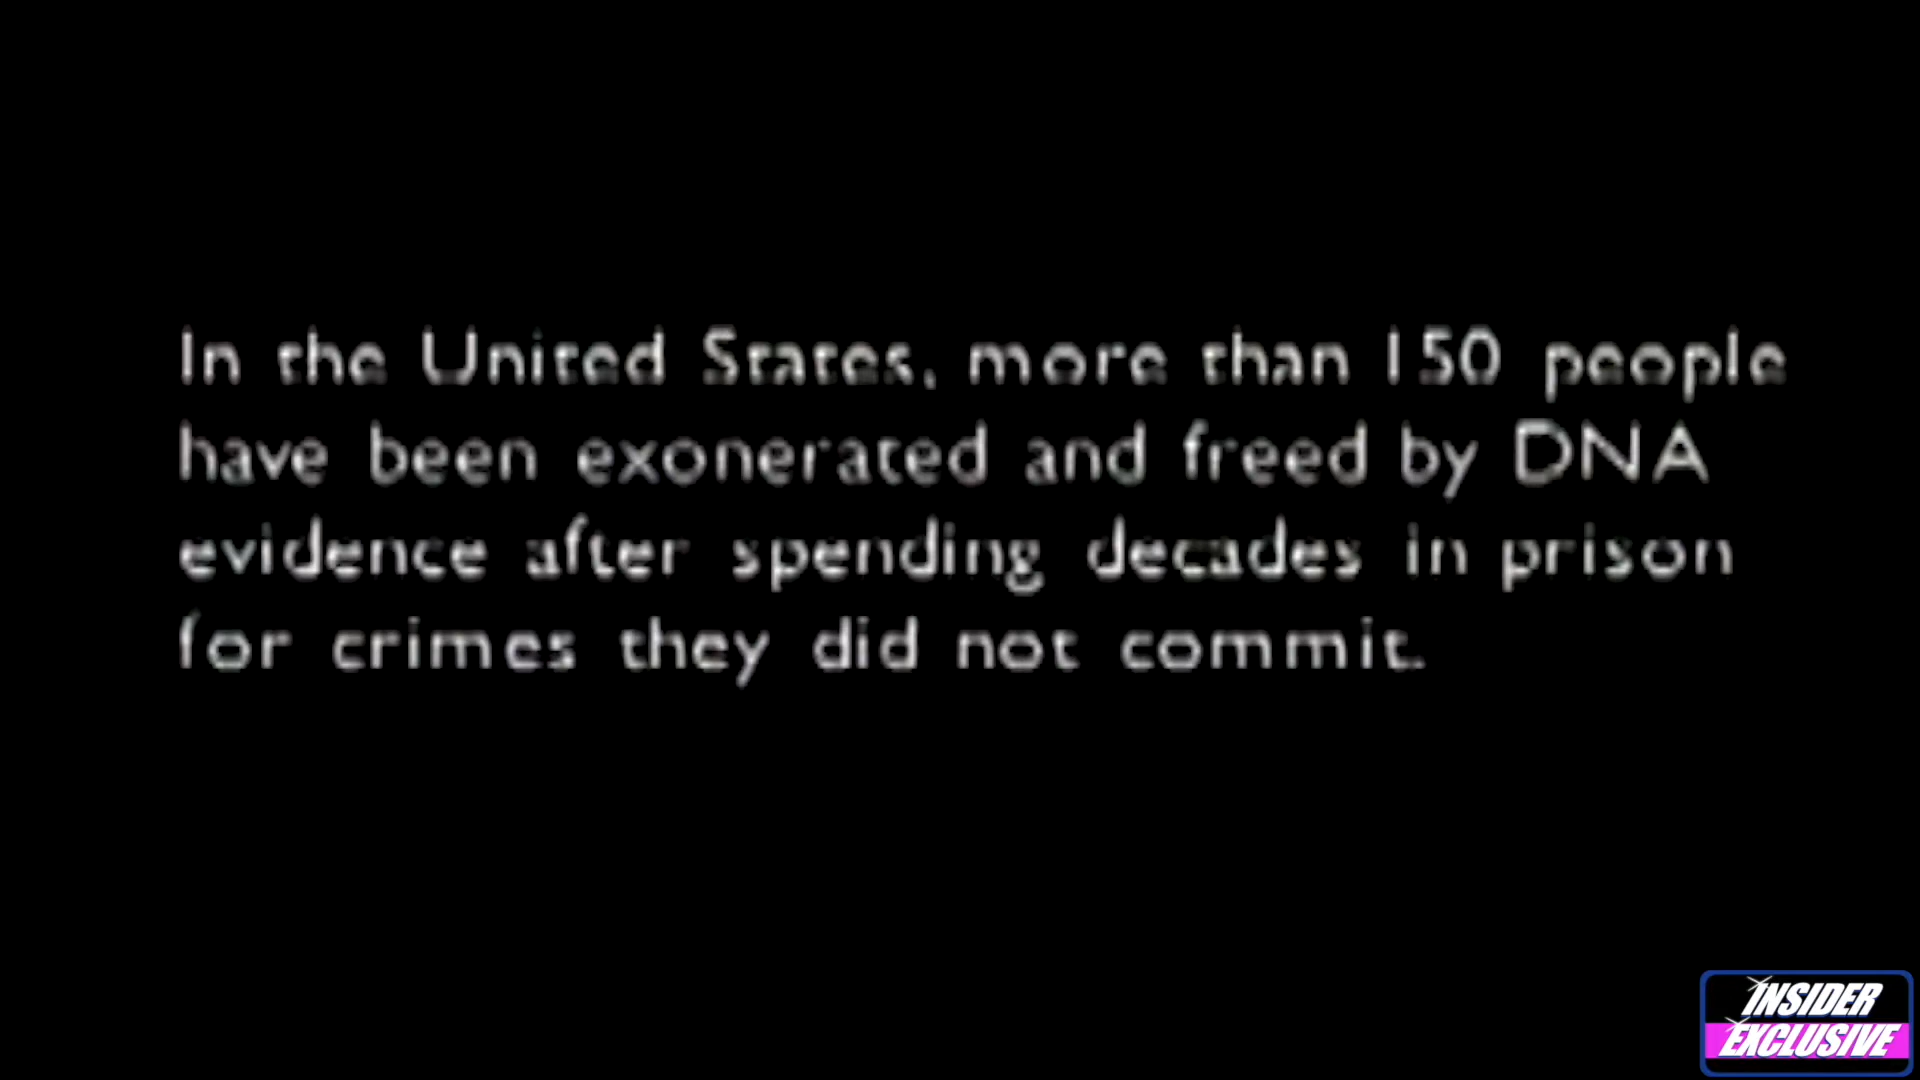 In the United States, more than 150 people
have been exonerated and freed by DNA
evidence after spending decades in prison
for crimes they did not commit.
INSIDER
EXCLUSIVE